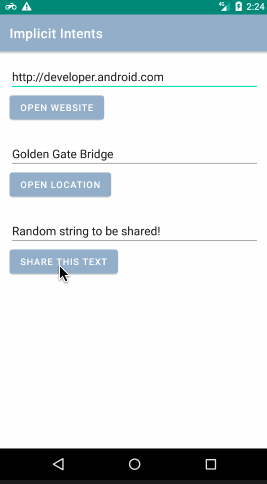 2:24
Implicit Intents
http://developer.android.com
OPEN WEBSITE
Golden Gate Bridge
OPEN LOCATION
Random string to be shared!
SHARE THIS TEXT